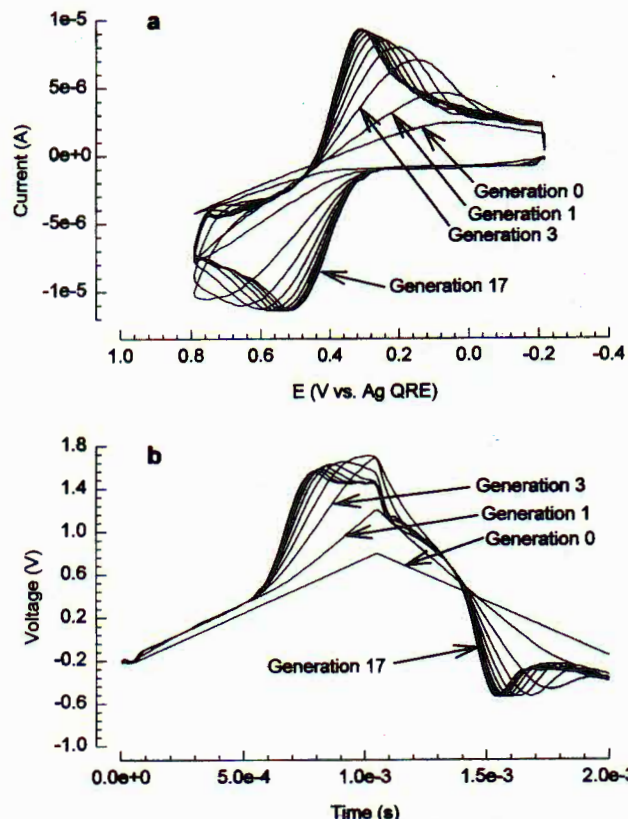 a
1e-5
5e-6
0e+0
-5e-6
-1e-5
Current (A)
Generation 0
Generation 1
Generation 3
Generation 17
1.0 0.8 0.6 0.4 0.2 0.0 -0.2 -0.4
E (V vs. Ag QRE)
b
1.8
1.4
1.0
0.6
0.2
-0.2
-0.6
-1.0
Voltage (V)
Generation 3
Generation 1
Generation 0
Generation 17
0.0e+0 5.0e-4 1.0e-3 1.5e-3 2.0e-3
Time (s)